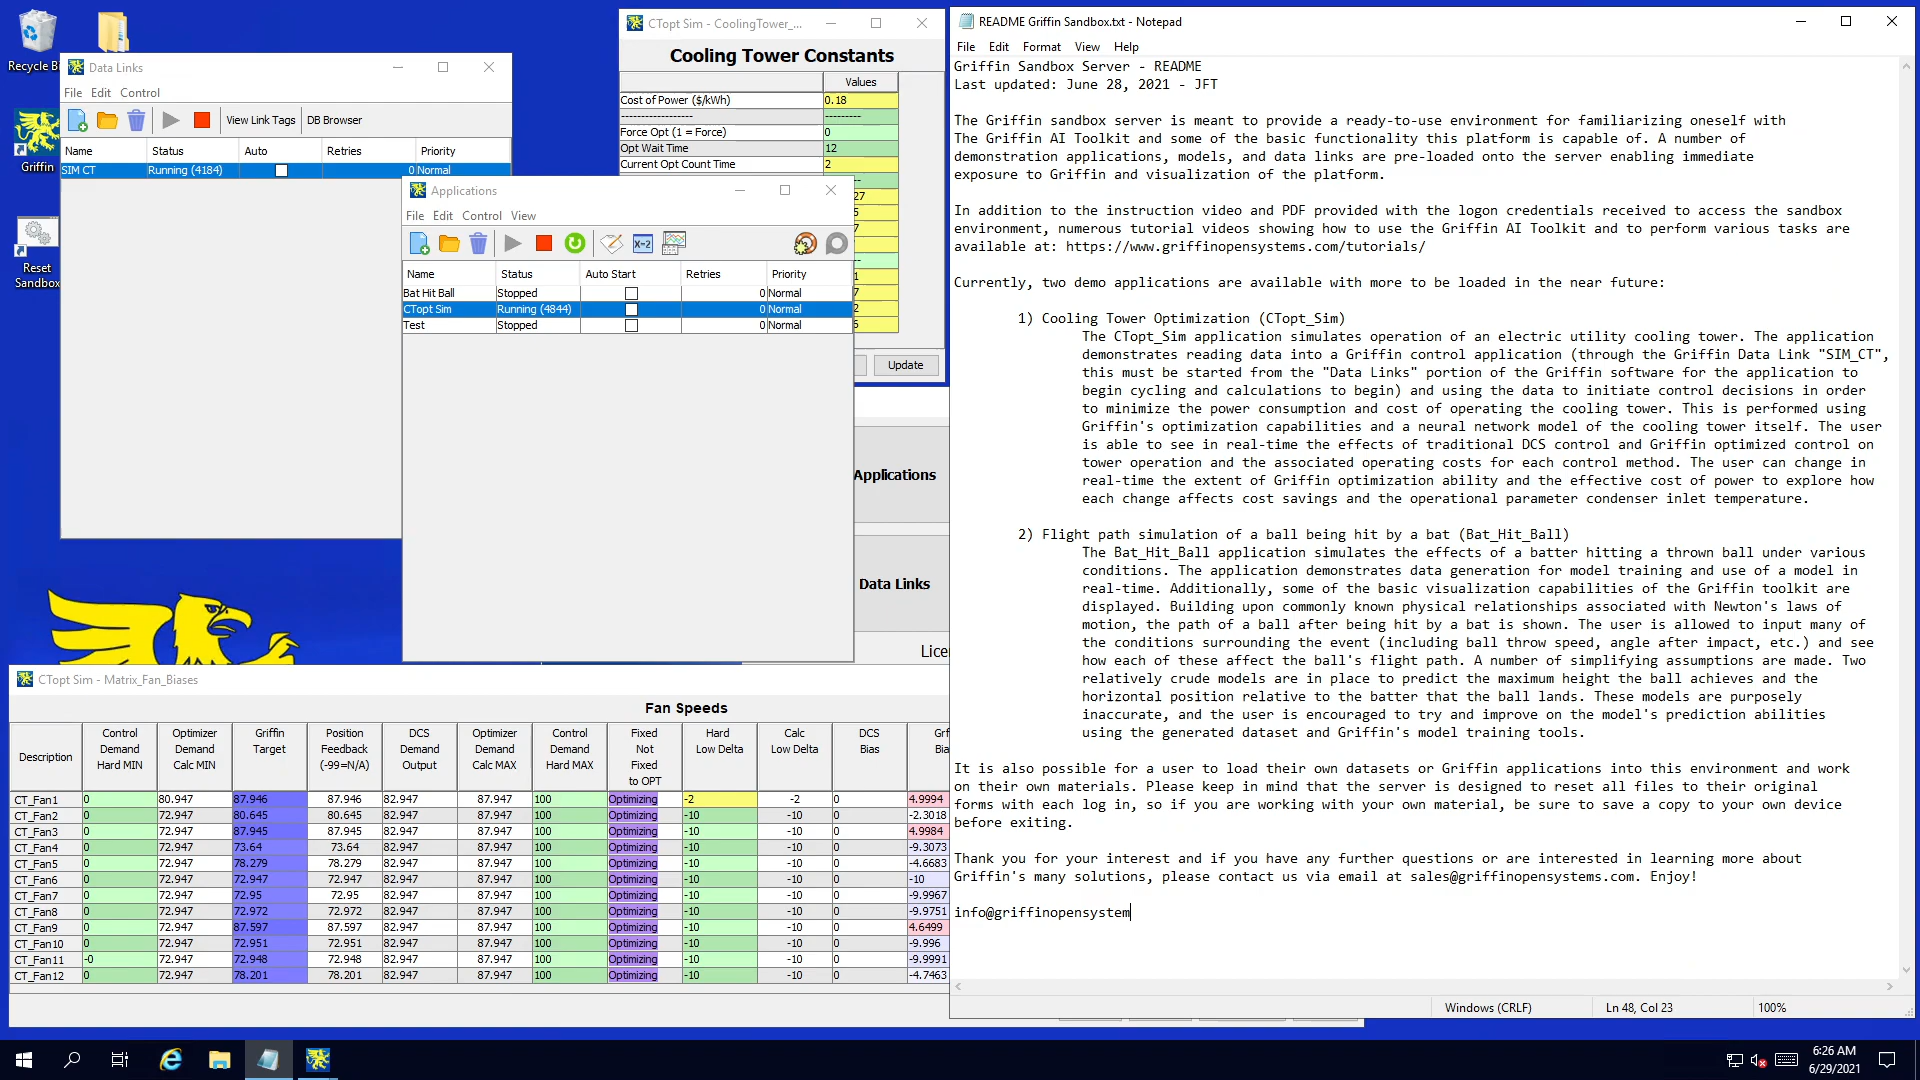 Recycle Bi
Griffin
Reset
Sandbox
Data Links
File Edit Control
View Link Tags DB Browser
Name Status Auto Retries Priority
SIM CT Running (4184) 0 Normal
Applications
File Edit Control View
X=2
Name Status Auto Start Retries Priority
Bat Hit Ball Stopped 0 Normal
CTopt Sim Running (4844) 0 Normal
Test Stopped 0 Normal
CTopt Sim - CoolingTower_...
Cooling Tower Constants
Values
Cost of Power ($/kWh) 0.18
------------------ ---------
Force Opt (1 = Force) 0
Opt Wait Time 12
Current Opt Count Time 2
Update
Applications
Data Links
Lice
CTopt Sim - Matrix_Fan_Biases
Fan Speeds
Description Control Demand Hard MIN Optimizer Demand Calc MIN Griffin Target Position Feedback (-99=N/A) DCS Demand Output Optimizer Demand Calc MAX Control Demand Hard MAX Fixed Not Fixed to OPT Hard Low Delta Calc Low Delta DCS Bias Grf Bia
CT_Fan1 0 80.947 87.946 87.946 82.947 87.947 100 Optimizing -2 -2 0 4.9994
CT_Fan2 0 72.947 80.645 80.645 82.947 87.947 100 Optimizing -10 -10 0 -2.3018
CT_Fan3 0 72.947 87.945 87.945 82.947 87.947 100 Optimizing -10 -10 0 4.9984
CT_Fan4 0 72.947 73.64 73.64 82.947 87.947 100 Optimizing -10 -10 0 -9.3073
CT_Fan5 0 72.947 78.279 78.279 82.947 87.947 100 Optimizing -10 -10 0 -4.6683
CT_Fan6 0 72.947 72.947 72.947 82.947 87.947 100 Optimizing -10 -10 0 -10
CT_Fan7 0 72.947 72.95 72.95 82.947 87.947 100 Optimizing -10 -10 0 -9.9967
CT_Fan8 0 72.947 72.972 72.972 82.947 87.947 100 Optimizing -10 -10 0 -9.9751
CT_Fan9 0 72.947 87.597 87.597 82.947 87.947 100 Optimizing -10 -10 0 4.6499
CT_Fan10 0 72.947 72.951 72.951 82.947 87.947 100 Optimizing -10 -10 0 -9.996
CT_Fan11 -0 72.947 72.948 72.948 82.947 87.947 100 Optimizing -10 -10 0 -9.9991
CT_Fan12 0 72.947 78.201 78.201 82.947 87.947 100 Optimizing -10 -10 0 -4.7463
README Griffin Sandbox.txt - Notepad
File Edit Format View Help
Griffin Sandbox Server - README
Last updated: June 28, 2021 - JFT
The Griffin sandbox server is meant to provide a ready-to-use environment for familiarizing oneself with
The Griffin AI Toolkit and some of the basic functionality this platform is capable of. A number of
demonstration applications, models, and data links are pre-loaded onto the server enabling immediate
exposure to Griffin and visualization of the platform.
In addition to the instruction video and PDF provided with the logon credentials received to access the sandbox
environment, numerous tutorial videos showing how to use the Griffin AI Toolkit and to perform various tasks are
available at: https://www.griffinopensystems.com/tutorials/
Currently, two demo applications are available with more to be loaded in the near future:
1) Cooling Tower Optimization (CTopt_Sim)
The CTopt_Sim application simulates operation of an electric utility cooling tower. The application
demonstrates reading data into a Griffin control application (through the Griffin Data Link "SIM_CT",
this must be started from the "Data Links" portion of the Griffin software for the application to
begin cycling and calculations to begin) and using the data to initiate control decisions in order
to minimize the power consumption and cost of operating the cooling tower. This is performed using
Griffin's optimization capabilities and a neural network model of the cooling tower itself. The user
is able to see in real-time the effects of traditional DCS control and Griffin optimized control on
tower operation and the associated operating costs for each control method. The user can change in
real-time the extent of Griffin optimization ability and the effective cost of power to explore how
each change affects cost savings and the operational parameter condenser inlet temperature.
2) Flight path simulation of a ball being hit by a bat (Bat_Hit_Ball)
The Bat_Hit_Ball application simulates the effects of a batter hitting a thrown ball under various
conditions. The application demonstrates data generation for model training and use of a model in
real-time. Additionally, some of the basic visualization capabilities of the Griffin toolkit are
displayed. Building upon commonly known physical relationships associated with Newton's laws of
motion, the path of a ball after being hit by a bat is shown. The user is allowed to input many of
the conditions surrounding the event (including ball throw speed, angle after impact, etc.) and see
how each of these affect the ball's flight path. A number of simplifying assumptions are made. Two
relatively crude models are in place to predict the maximum height the ball achieves and the
horizontal position relative to the batter that the ball lands. These models are purposely
inaccurate, and the user is encouraged to try and improve on the model's prediction abilities
using the generated dataset and Griffin's model training tools.
It is also possible for a user to load their own datasets or Griffin applications into this environment and work
on their own materials. Please keep in mind that the server is designed to reset all files to their original
forms with each log in, so if you are working with your own material, be sure to save a copy to your own device
before exiting.
Thank you for your interest and if you have any further questions or are interested in learning more about
Griffin's many solutions, please contact us via email at sales@griffinopensystems.com. Enjoy!
info@griffinopensystem
Windows (CRLF) Ln 48, Col 23 100%
6:26 AM
6/29/2021